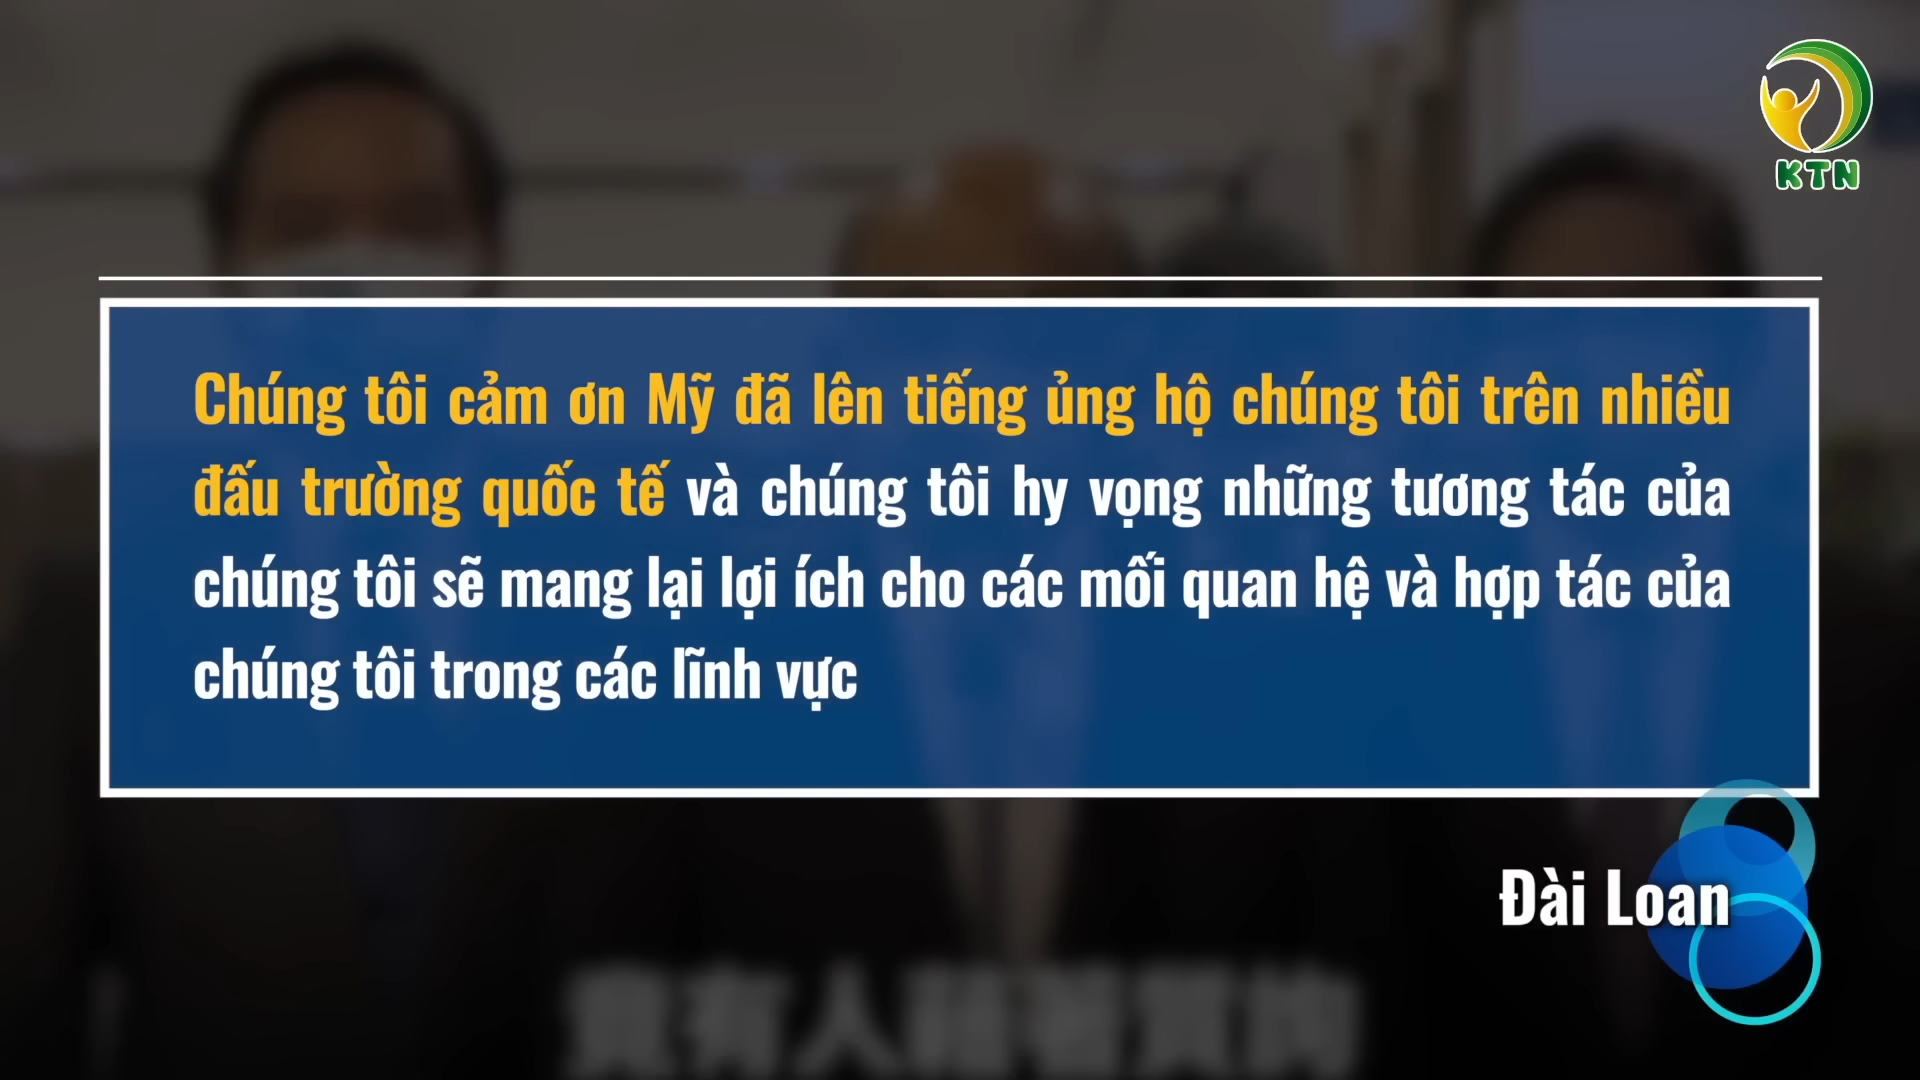 KTN
Chúng tôi cảm ơn Mỹ đã lên tiếng ủng hộ chúng tôi trên nhiều
đấu trường quốc tế và chúng tôi hy vọng những tương tác của
chúng tôi sẽ mang lại lợi ích cho các mối quan hệ và hợp tác của
chúng tôi trong các lĩnh vực
Đài Loan